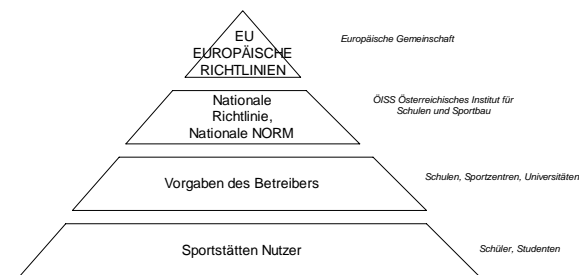 EU
EUROPÄISCHE
RICHTLINIEN
Europäische Gemeinschaft
Nationale
Richtlinie,
Nationale NORM
ÖISS Österreichisches Institut für
Schulen und Sportbau
Vorgaben des Betreibers
Schulen, Sportzentren, Universitäten
Sportstätten Nutzer
Schüler, Studenten